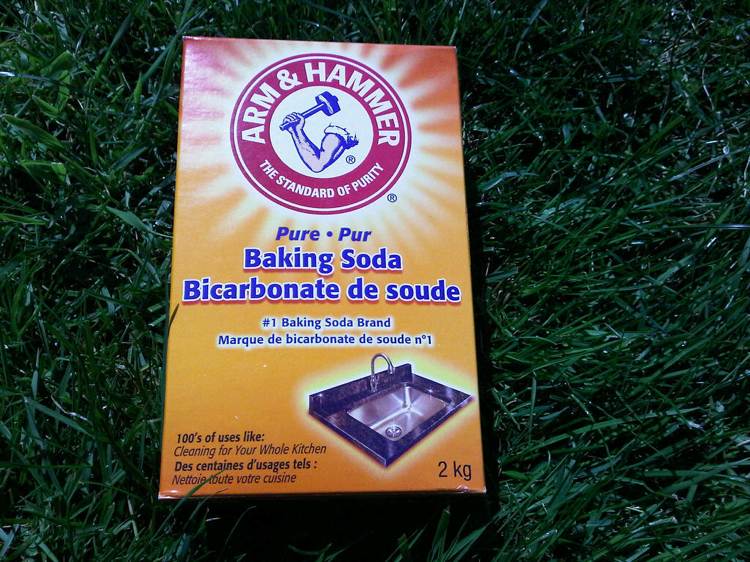 ARM & HAMMER
®
THE STANDARD OF PURITY
®
Pure • Pur
Baking Soda
Bicarbonate de soude
#1 Baking Soda Brand
Marque de bicarbonate de soude n°1
100's of uses like:
Cleaning for Your Whole Kitchen
Des centaines d'usages tels :
Nettoie toute votre cuisine
2 kg